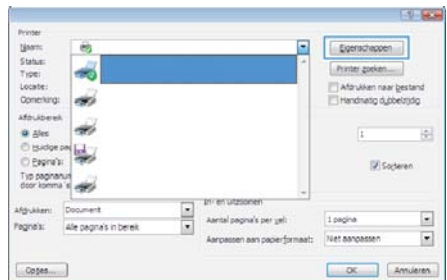 Printer
Naam:
Eigenschappen
Status:
Type:
Printer zoeken...
Locatie:
Afdrukken naar bestand
Opmerking:
Handmatig dubbelzijdig
Afdrukbereik
Alles
1
Huidige pa
Pagina's:
Sorteren
Typ paginanum
door komma's
In- en uitzoomen
Afdrukken:
Document
Aantal pagina's per vel:
1 pagina
Pagina's:
Alle pagina's in bereik
Aanpassen aan papierformaat:
Niet aanpassen
Opties...
OK
Annuleren